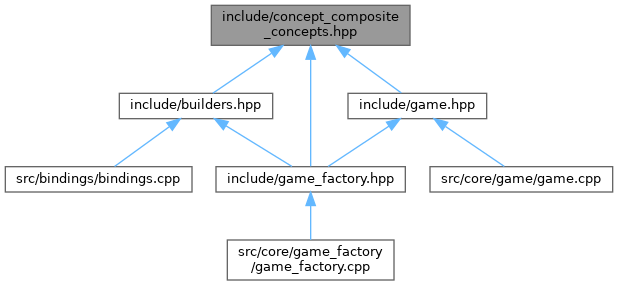 include/concept_composite
_concepts.hpp
include/builders.hpp
include/game.hpp
src/bindings/bindings.cpp
include/game_factory.hpp
src/core/game/game.cpp
src/core/game_factory
/game_factory.cpp